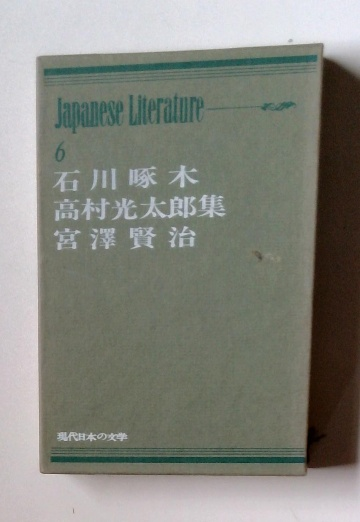 Japanese Literature
6
石川啄木
高村光太郎集
宮澤賢治
現代日本の文学